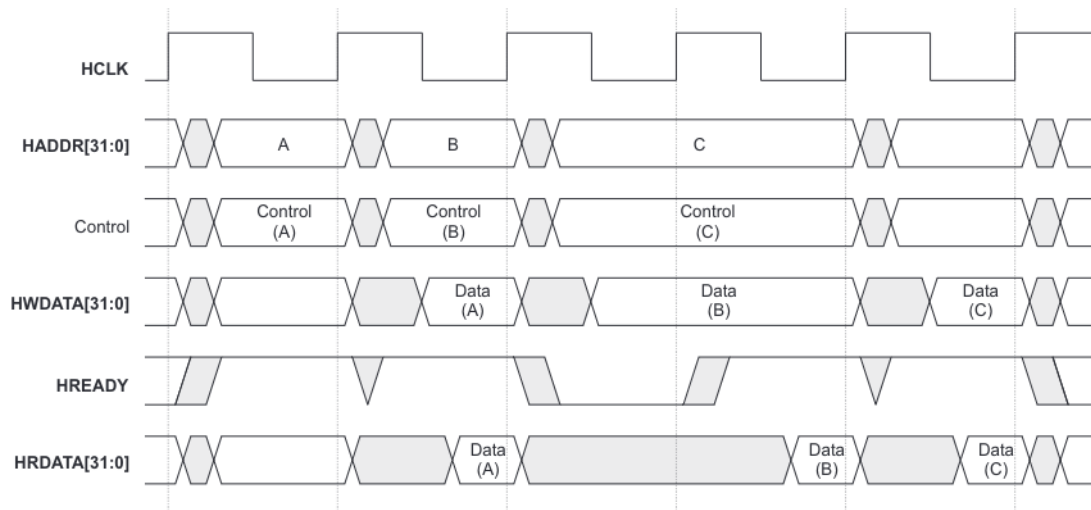 HCLK
HADDR[31:0]
A
B
C
Control
Control
(A)
Control
(B)
Control
(C)
HWDATA[31:0]
Data
(A)
Data
(B)
Data
(C)
HREADY
HRDATA[31:0]
Data
(A)
Data
(B)
Data
(C)